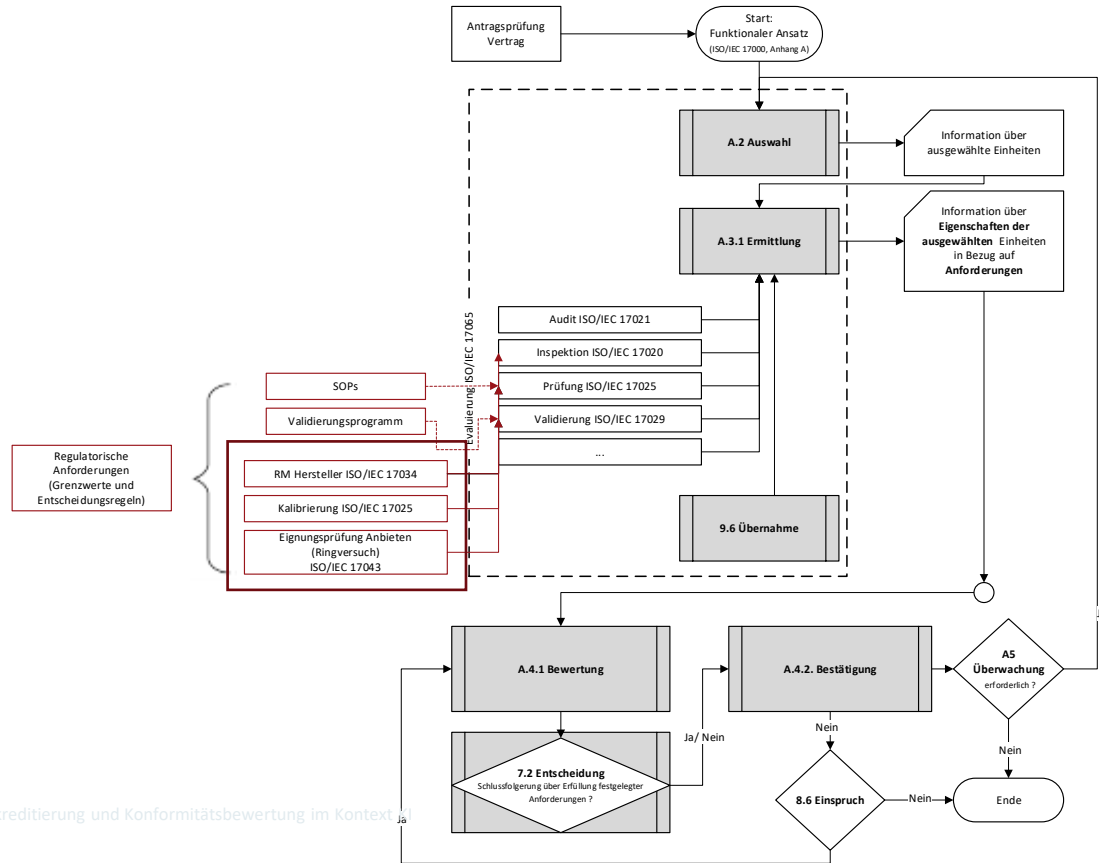 Antragsprüfung
Vertrag
Start:
Funktionaler Ansatz
(ISO/IEC 17000, Anhang A)
A.2 Auswahl
Information über
ausgewählte Einheiten
A.3.1 Ermittlung
Information über
Eigenschaften der
ausgewählten Einheiten
in Bezug auf
Anforderungen
Evaluierung ISO/IEC 17065
Audit ISO/IEC 17021
Inspektion ISO/IEC 17020
Prüfung ISO/IEC 17025
Validierung ISO/IEC 17029
...
SOPs
Validierungsprogramm
Regulatorische
Anforderungen
(Grenzwerte und
Entscheidungsregeln)
RM Hersteller ISO/IEC 17034
Kalibrierung ISO/IEC 17025
Eignungsprüfung Anbieten
(Ringversuch)
ISO/IEC 17043
9.6 Übernahme
A.4.1 Bewertung
A.4.2. Bestätigung
A5
Überwachung
erforderlich ?
Ja/ Nein
Nein
Nein
7.2 Entscheidung
Schlussfolgerung über Erfüllung festgelegter
Anforderungen ?
8.6 Einspruch
Nein
Ende
Ja
kreditierung und Konformitätsbewertung im Kontext